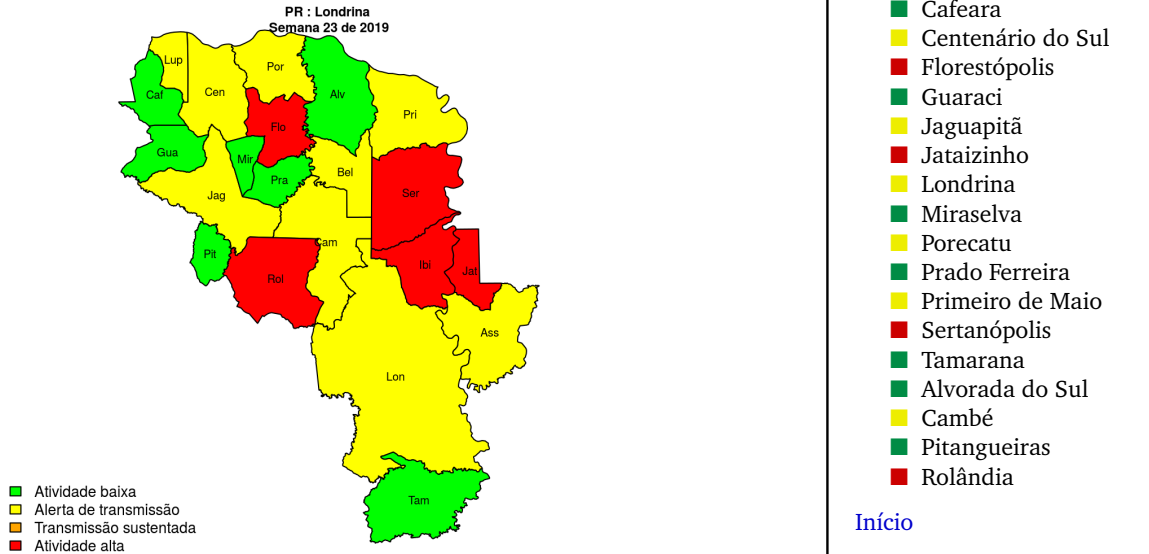 PR : Londrina
Semana 23 de 2019
Lup
Por
Caf
Cen
Alv
Pri
Flo
Gua
Mir
Bel
Pra
Jag
Ser
Cam
Pit
Rol
Ibi
Jat
Ass
Lon
Tam
Atividade baixa
Alerta de transmissão
Transmissão sustentada
Atividade alta
Cafeara
Centenário do Sul
Florestópolis
Guaraci
Jaguapitã
Jataizinho
Londrina
Miraselva
Porecatu
Prado Ferreira
Primeiro de Maio
Sertanópolis
Tamarana
Alvorada do Sul
Cambé
Pitangueiras
Rolândia
Início